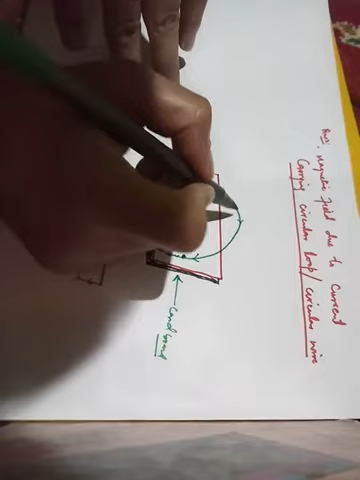 Magnetic field due to current
Carrying circular loop/circular wire
Cardboard